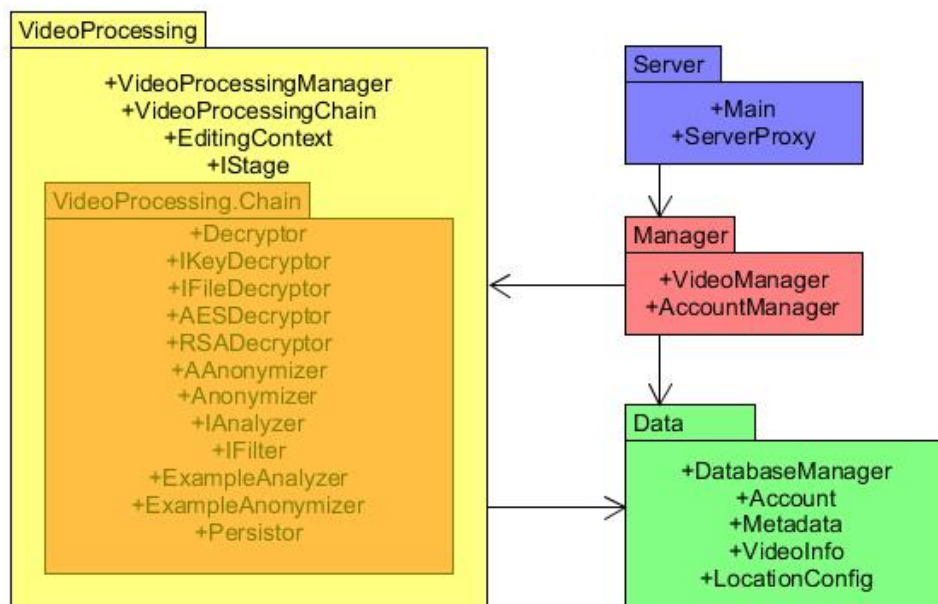 VideoProcessing
+VideoProcessingManager
+VideoProcessingChain
+EditingContext
+IStage
VideoProcessing.Chain
+Decryptor
+IKeyDecryptor
+IFileDecryptor
+AESDecryptor
+RSADecryptor
+AAnonymizer
+Anonymizer
+IAnalyzer
+IFilter
+ExampleAnalyzer
+ExampleAnonymizer
+Persistor
Server
+Main
+ServerProxy
Manager
+VideoManager
+AccountManager
Data
+DatabaseManager
+Account
+Metadata
+VideoInfo
+LocationConfig